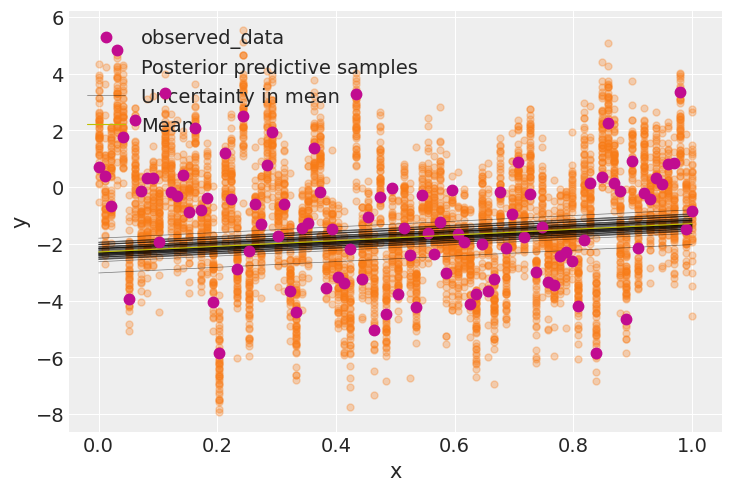 6
4
2
0
−2
−4
−6
−8
observed_data
Posterior predictive samples
Uncertainty in mean
Mean
0.0 0.2 0.4 0.6 0.8 1.0
x
y